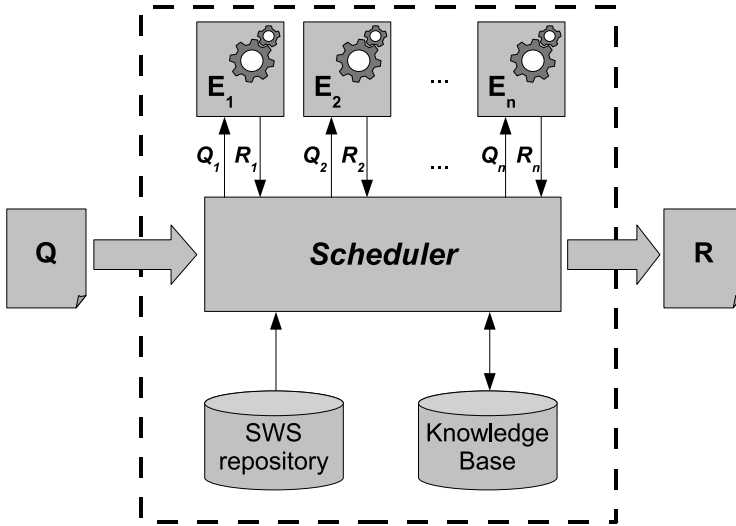 E1 E2 ... En
Q1 R1 Q2 R2 ... Qn Rn
Q Scheduler R
SWS Knowledge
repository Base